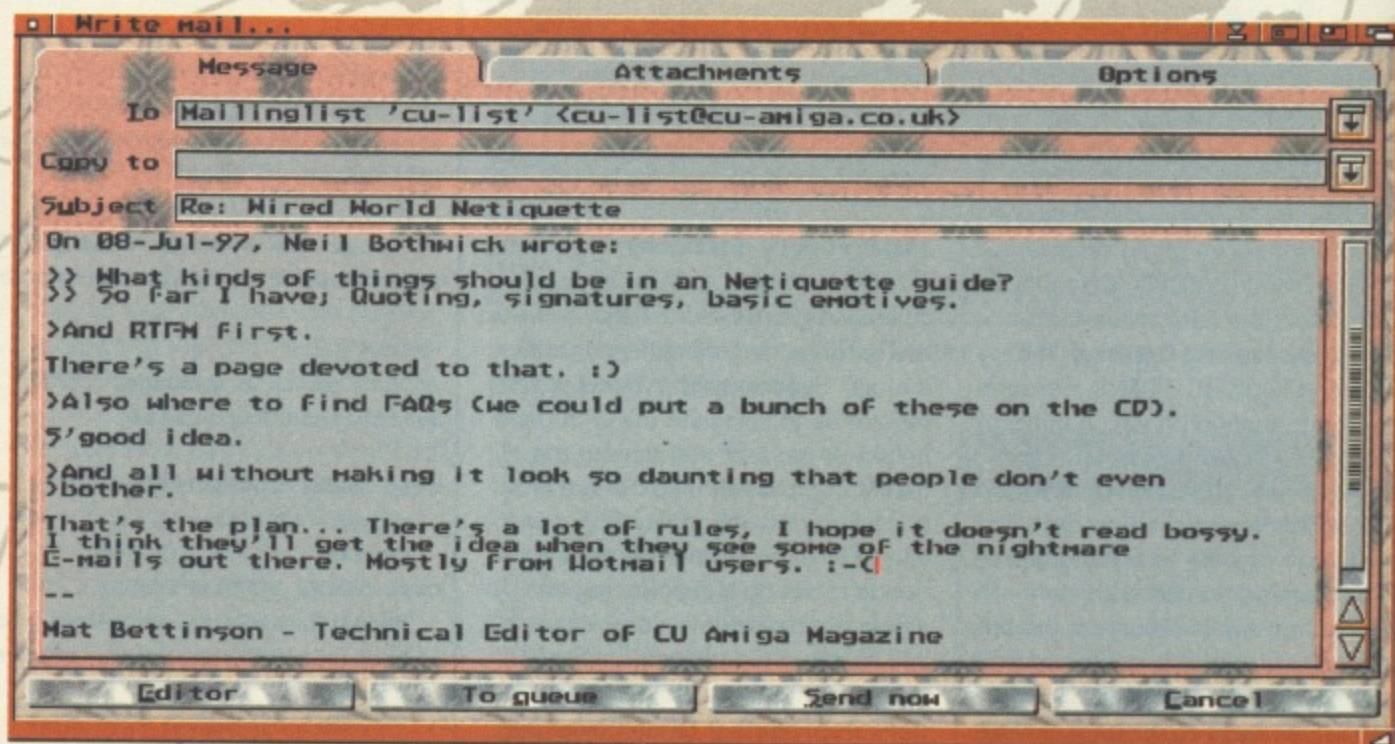 Write mail...
Message Attachments Options
To Mailinglist 'cu-list' <cu-list@cu-amiga.co.uk>
Copy to
Subject Re: Wired World Netiquette
On 08-Jul-97, Neil Bothwick wrote:
>> What kinds of things should be in an Netiquette guide?
>> So far I have; Quoting, signatures, basic emotives.
>And RTFM first.
There's a page devoted to that. :)
>Also where to find FAQs (we could put a bunch of these on the CD).
S'good idea.
>And all without making it look so daunting that people don't even
>bother.
That's the plan... There's a lot of rules, I hope it doesn't read bossy.
I think they'll get the idea when they see some of the nightmare
E-mails out there. Mostly from Hotmail users. :-(
--
Mat Bettinson - Technical Editor of CU Amiga Magazine
Editor To queue Send now Cancel